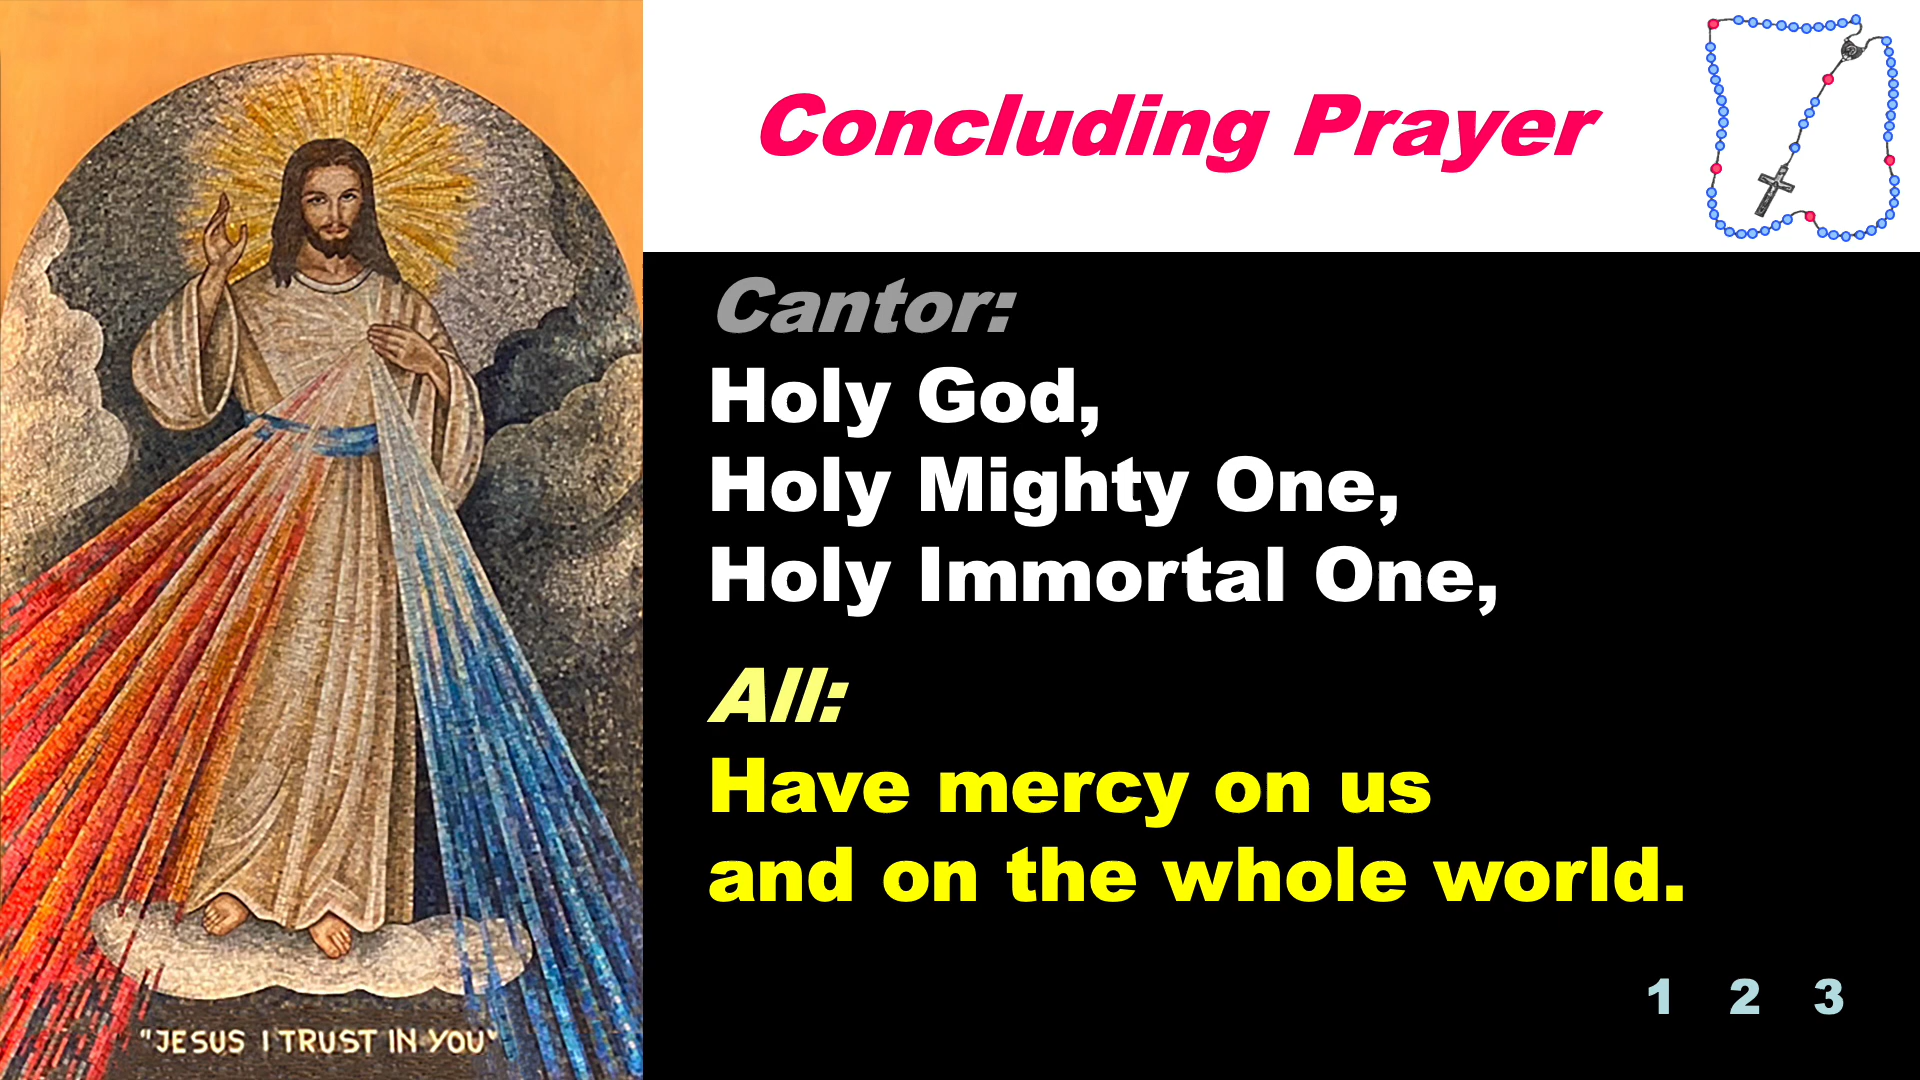 Concluding Prayer
Cantor:
Holy God,
Holy Mighty One,
Holy Immortal One,
All:
Have mercy on us
and on the whole world.
1 2 3
"JESUS I TRUST IN YOU"